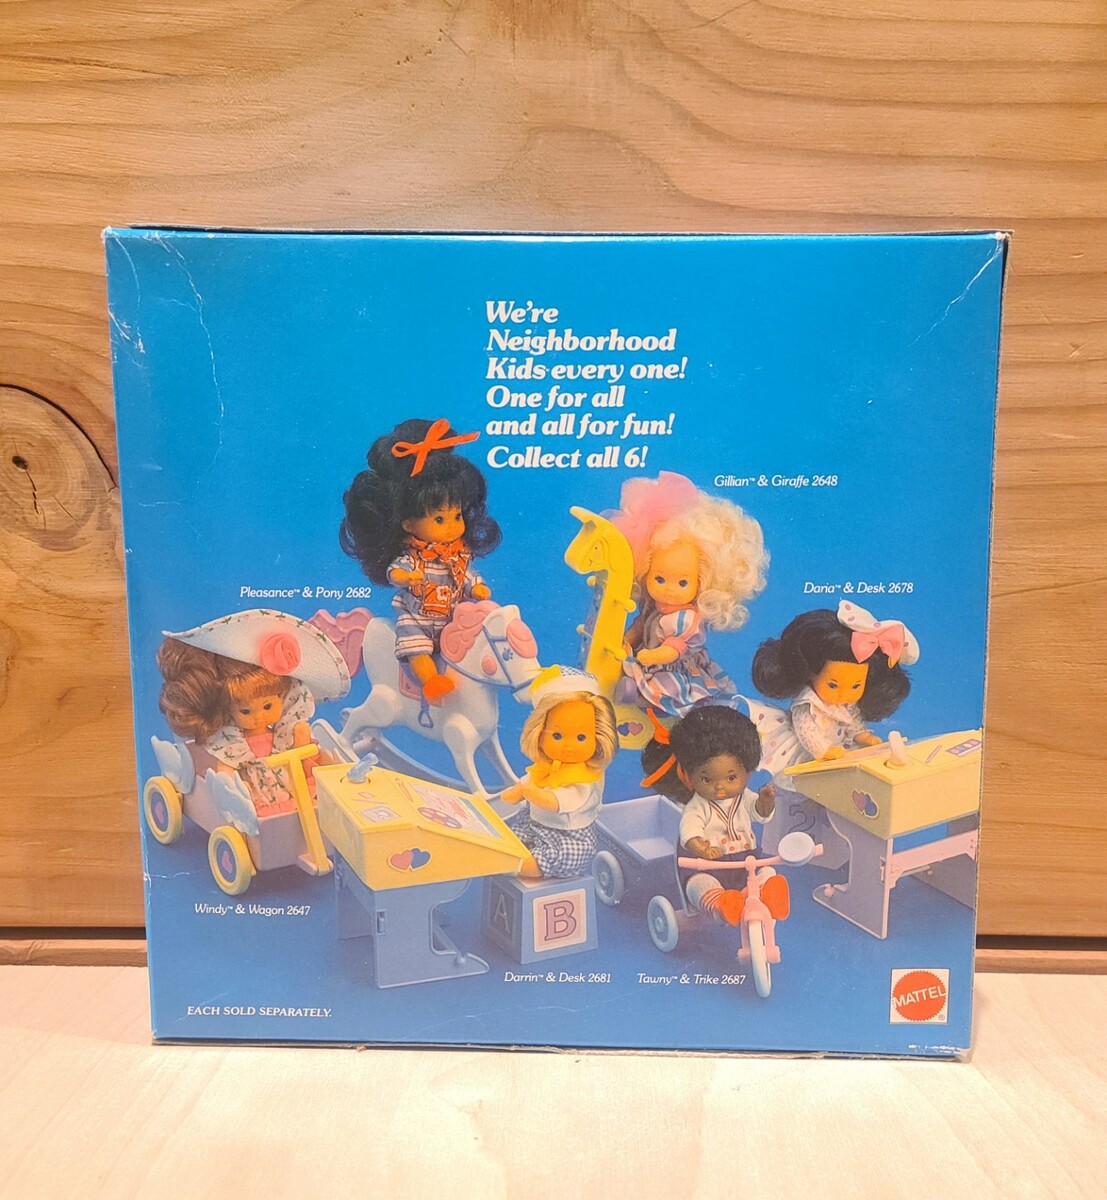 We're
Neighborhood
Kids-every one!
One for all
and all for fun!
Collect all 6!
Gillian™ & Giraffe 2648
Pleasance™ & Pony 2682
Daria™ & Desk 2678
Windy™ & Wagon 2647
Darrin™ & Desk 2681
Tawny™ & Trike 2687
A
B
2
EACH SOLD SEPARATELY.
MATTEL
®